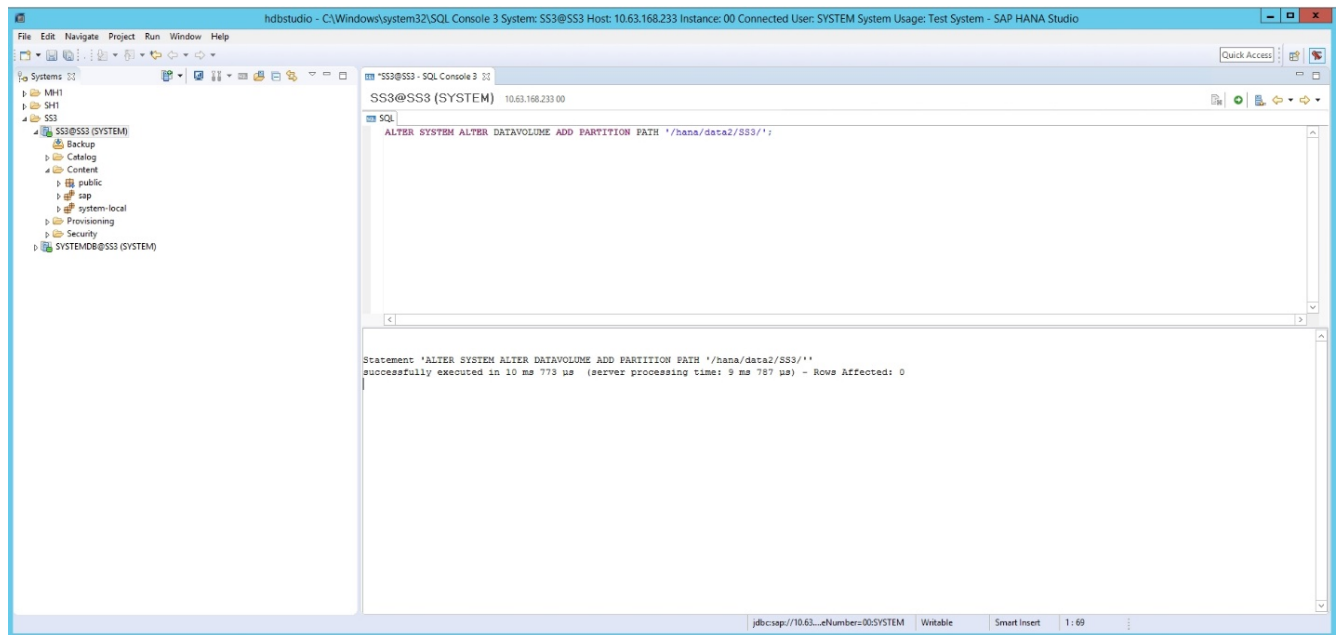 hdbstudio - C:\Windows\system32\SQL Console 3 System: SS3@SS3 Host: 10.63.168.233 Instance: 00 Connected User: SYSTEM System Usage: Test System - SAP HANA Studio
File Edit Navigate Project Run Window Help
Quick Access
Systems
MH1
SH1
SS3
SS3@SS3 (SYSTEM)
Backup
Catalog
Content
public
sap
system-local
Provisioning
Security
SYSTEMDB@SS3 (SYSTEM)
*SS3@SS3 - SQL Console 3
SS3@SS3 (SYSTEM) 10.63.168.233 00
SQL
ALTER SYSTEM ALTER DATAVOLUME ADD PARTITION PATH '/hana/data2/SS3/';
Statement 'ALTER SYSTEM ALTER DATAVOLUME ADD PARTITION PATH '/hana/data2/SS3/''
successfully executed in 10 ms 773 µs (server processing time: 9 ms 787 µs) - Rows Affected: 0
jdbc:sap://10.63....eNumber=00:SYSTEM Writable Smart Insert 1 : 69